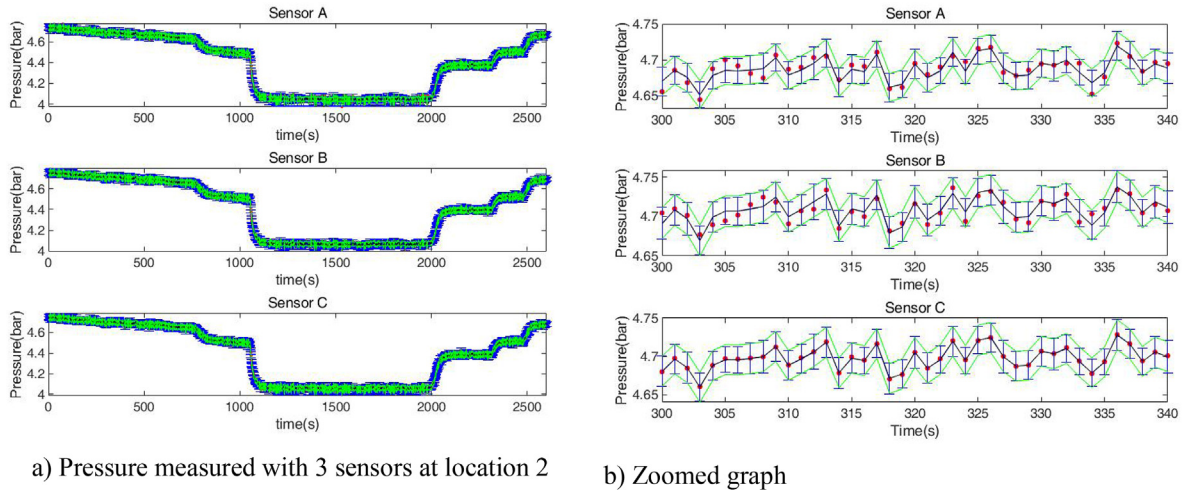 Sensor A
Pressure(bar)
4.6
4.4
4.2
4
0 500 1000 1500 2000 2500
time(s)
Sensor B
Pressure(bar)
4.6
4.4
4.2
4
0 500 1000 1500 2000 2500
time(s)
Sensor C
Pressure(bar)
4.6
4.4
4.2
4
0 500 1000 1500 2000 2500
time(s)
a) Pressure measured with 3 sensors at location 2
Sensor A
Pressure(bar)
4.75
4.7
4.65
300 305 310 315 320 325 330 335 340
Time(s)
Sensor B
Pressure(bar)
4.75
4.7
4.65
300 305 310 315 320 325 330 335 340
Time(s)
Sensor C
Pressure(bar)
4.75
4.7
4.65
300 305 310 315 320 325 330 335 340
Time(s)
b) Zoomed graph